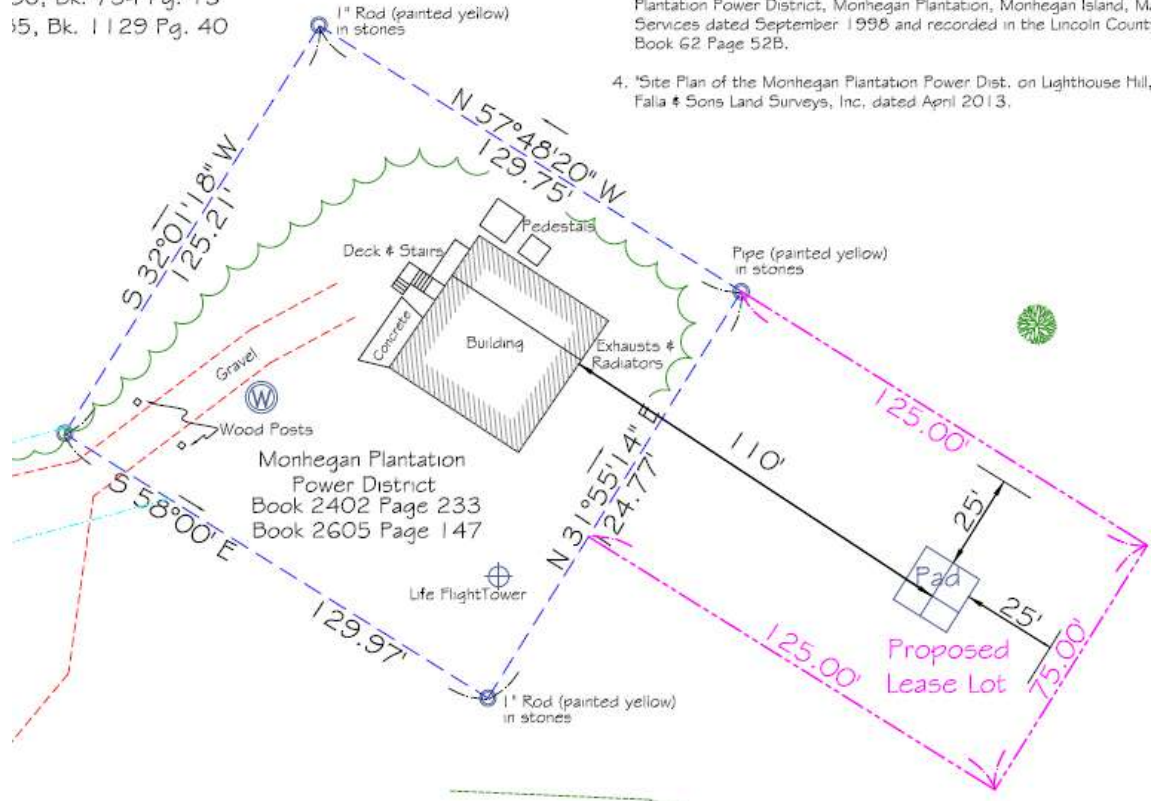 Bk. 1129 Pg. 40
Plantation Power District, Monhegan Plantation, Monhegan Island,
Services dated September 1998 and recorded in the Lincoln
Book 62 Page 52B.
4. "Site Plan of the Monhegan Plantation Power Dist. on Lighthouse Hill,
Falla & Sons Land Surveys, Inc. dated April 2013.
1" Rod (painted yellow)
in stones
N 57°48'20" W
129.75'
S 32°01'18" W
125.21'
Pedestals
Deck & Stairs
Pipe (painted yellow)
in stones
Concrete
Building
Exhausts &
Radiators
Gravel
W
Wood Posts
125.00'
110'
Monhegan Plantation
Power District
Book 2402 Page 233
Book 2605 Page 147
N 31°55'14" E
124.77'
25'
S 58°00' E
Pad
Life FlightTower
25'
129.97'
125.00'
Proposed
Lease Lot
75.00'
1" Rod (painted yellow)
in stones